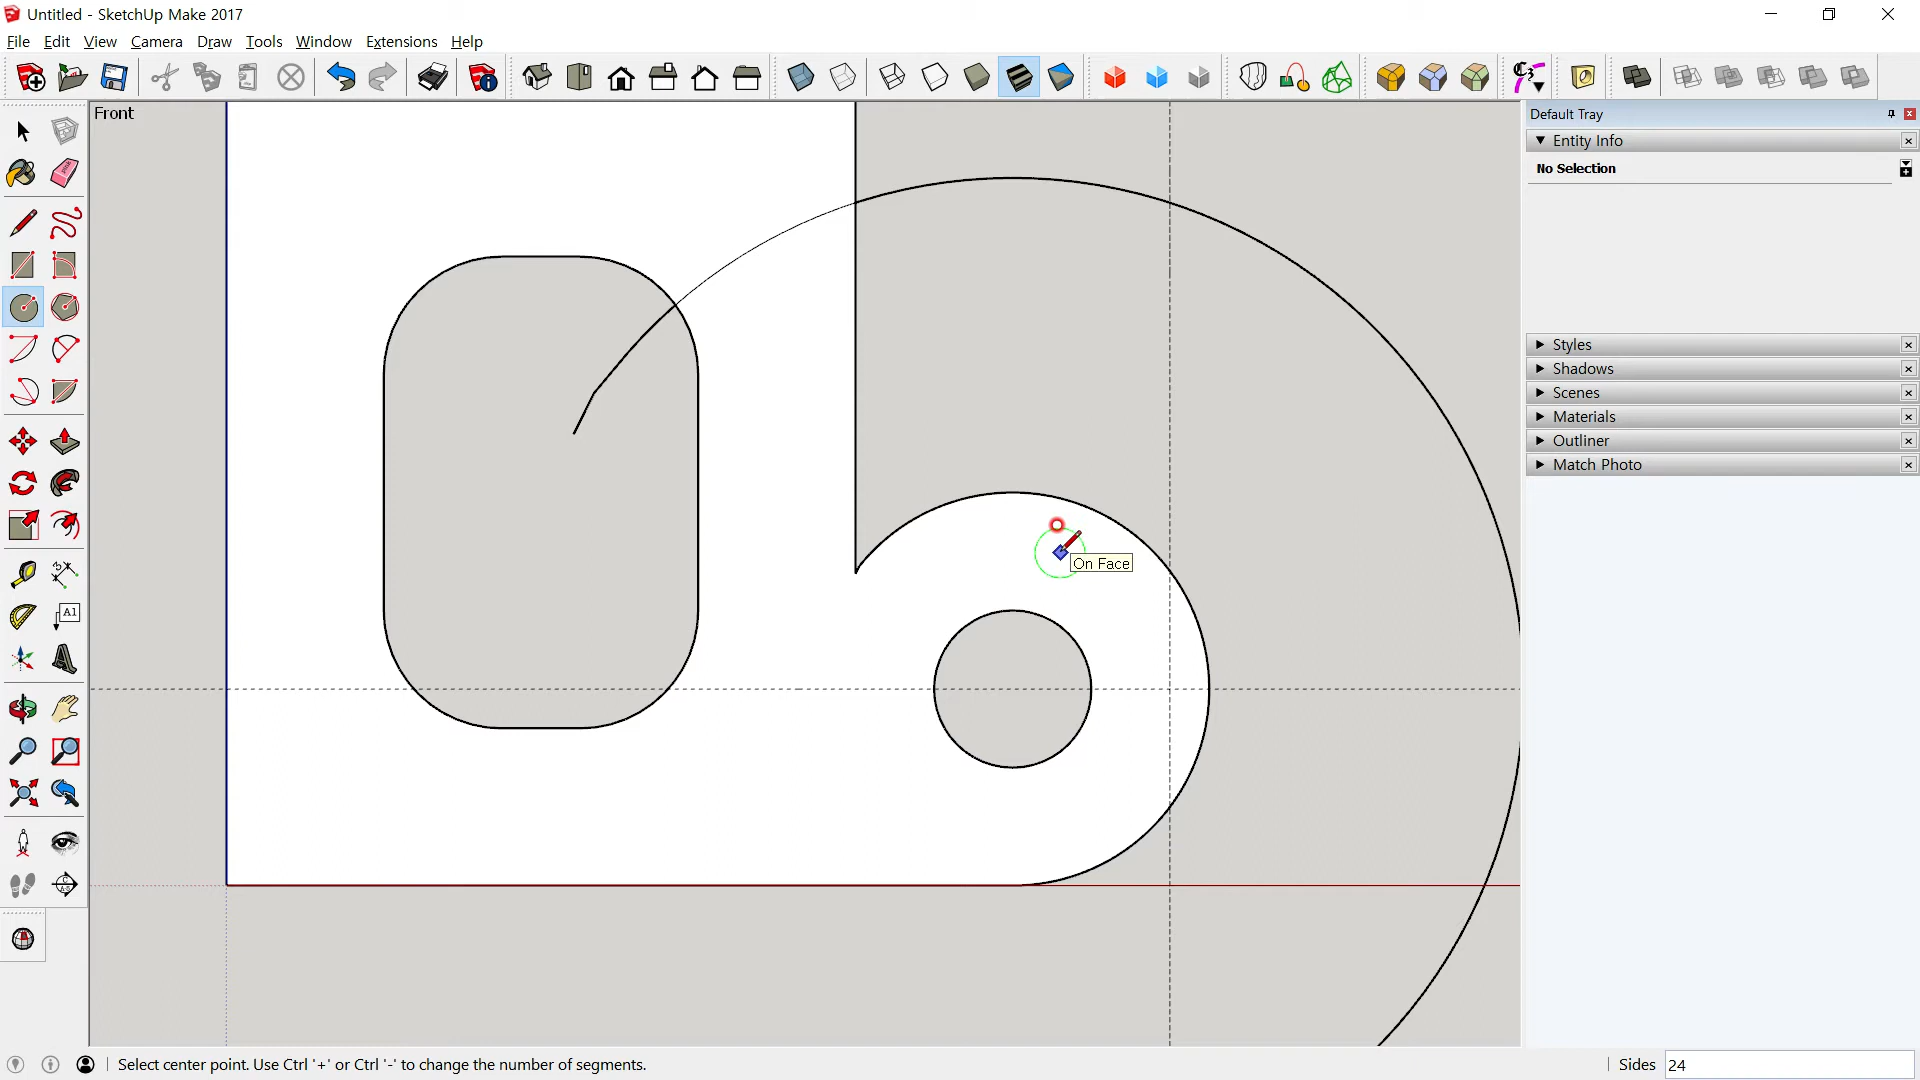 Untitled - SketchUp Make 2017
File Edit View Camera Draw Tools Window Extensions Help
Front
Default Tray
Entity Info
No Selection
Styles
Shadows
Scenes
Materials
Outliner
Match Photo
On Face
A1
Select center point. Use Ctrl '+' or Ctrl '-' to change the number of segments.
Sides 24